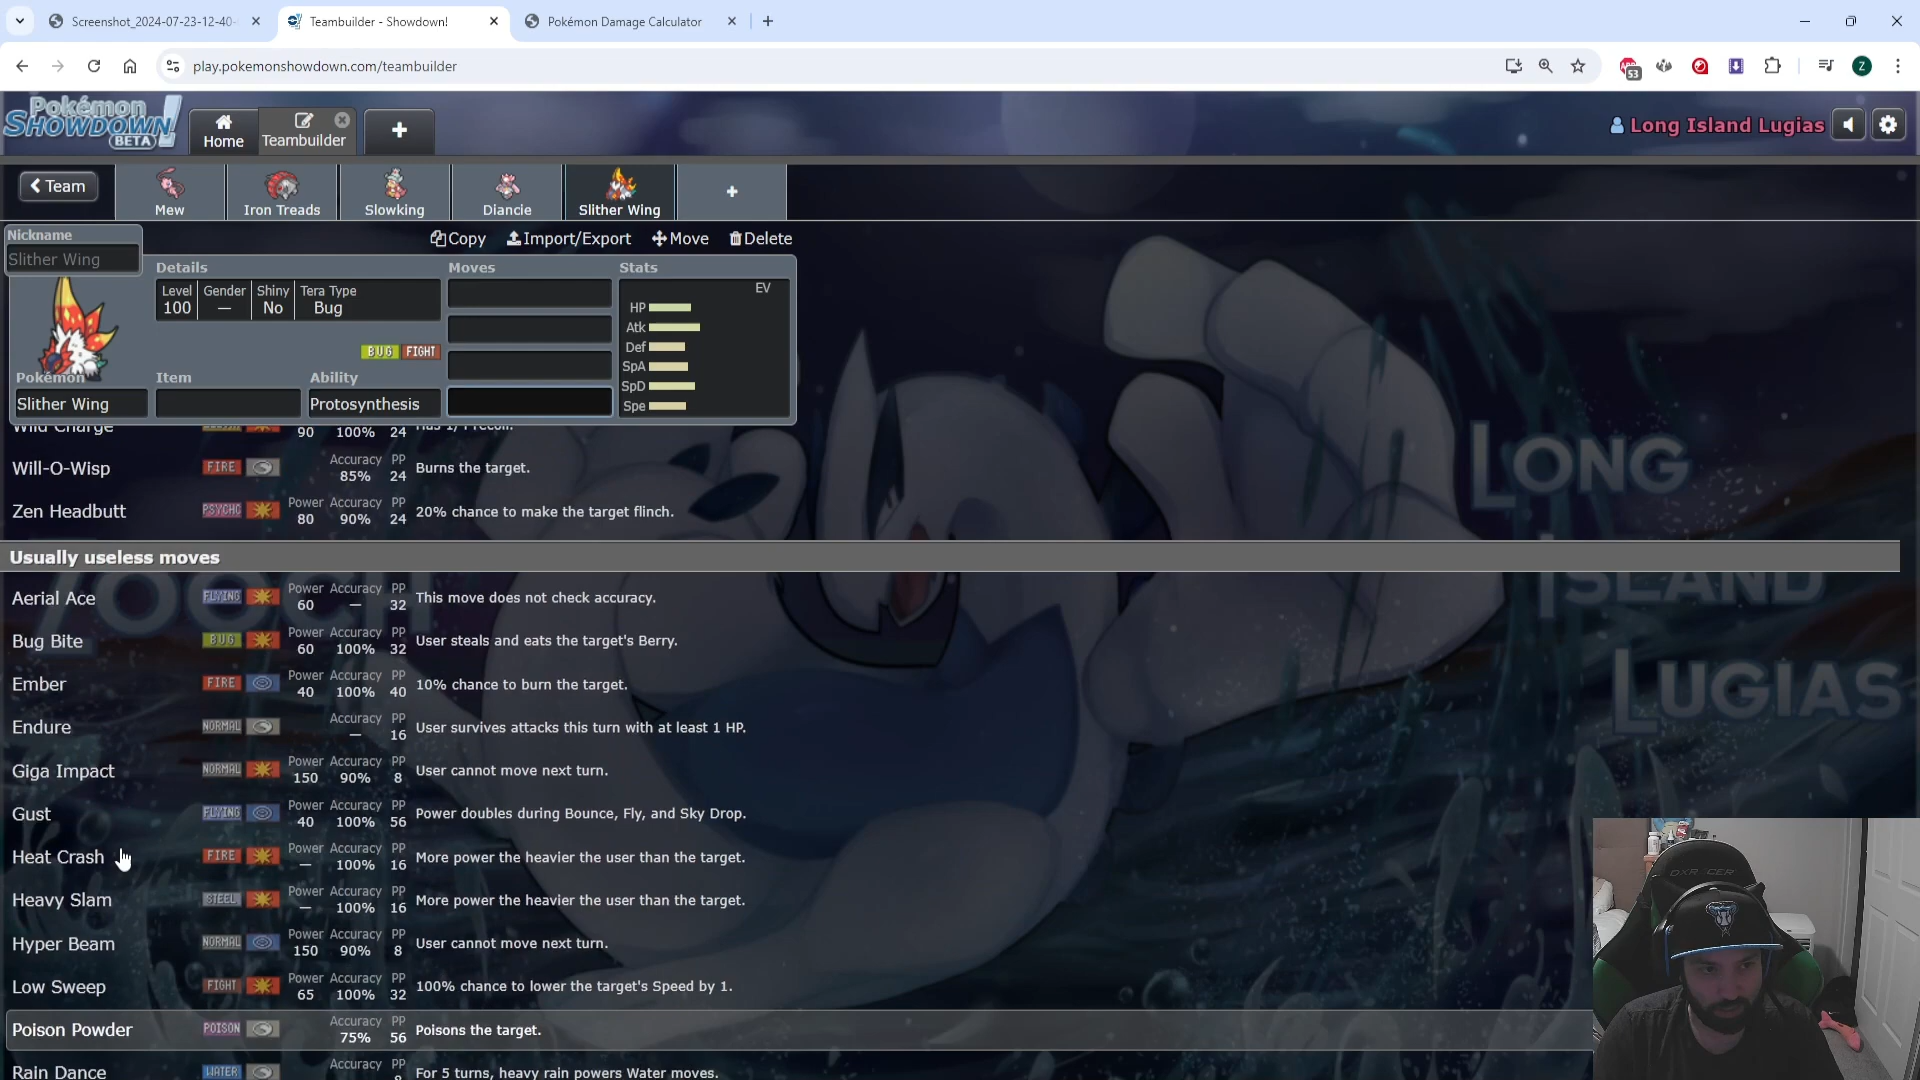 Screenshot_2024-07-23-12-40-
Teambuilder - Showdown!
Pokémon Damage Calculator
play.pokemonshowdown.com/teambuilder
53
Z
Pokémon
SHOWDOWN!
BETA
Home
Teambuilder
Long Island Lugias
Team
Mew
Iron Treads
Slowking
Diancie
Slither Wing
Nickname
Slither Wing
Copy Import/Export Move Delete
Details
Moves
Stats
Level Gender Shiny Tera Type
100 — No Bug
BUG FIGHT
EV
HP
Atk
Def
SpA
SpD
Spe
Pokémon Item Ability
Slither Wing Protosynthesis
Wild Charge 90 100% 24
Will-O-Wisp FIRE Accuracy 85% PP 24 Burns the target.
Zen Headbutt PSYCHC Power 80 Accuracy 90% PP 24 20% chance to make the target flinch.
Usually useless moves
Aerial Ace FLYING Power 60 Accuracy — PP 32 This move does not check accuracy.
Bug Bite BUG Power 60 Accuracy 100% PP 32 User steals and eats the target's Berry.
Ember FIRE Power 40 Accuracy 100% PP 40 10% chance to burn the target.
Endure NORMAL Accuracy — PP 16 User survives attacks this turn with at least 1 HP.
Giga Impact NORMAL Power 150 Accuracy 90% PP 8 User cannot move next turn.
Gust FLYING Power 40 Accuracy 100% PP 56 Power doubles during Bounce, Fly, and Sky Drop.
Heat Crash FIRE Power — Accuracy 100% PP 16 More power the heavier the user than the target.
Heavy Slam STEEL Power — Accuracy 100% PP 16 More power the heavier the user than the target.
Hyper Beam NORMAL Power 150 Accuracy 90% PP 8 User cannot move next turn.
Low Sweep FIGHT Power 65 Accuracy 100% PP 32 100% chance to lower the target's Speed by 1.
Poison Powder POISON Accuracy 75% PP 56 Poisons the target.
Rain Dance WATER Accuracy PP For 5 turns, heavy rain powers Water moves.
LONG
ISLAND
LUGIAS